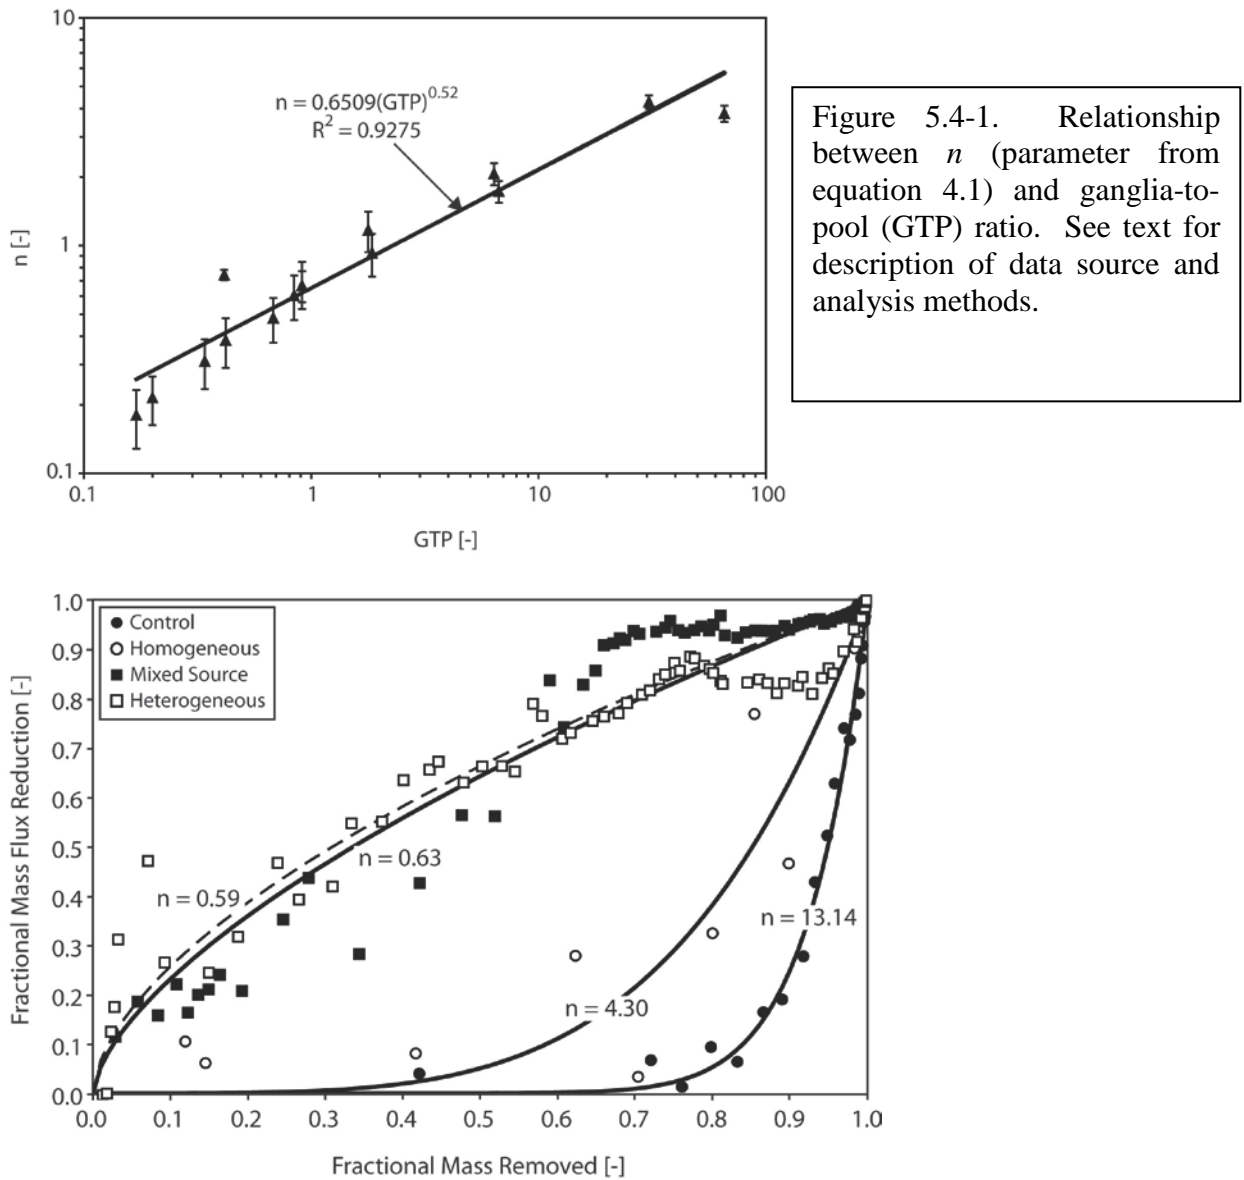 10
n = 0.6509(GTP)^0.52
R^2 = 0.9275
n [-]
1
0.1
0.1 1 10 100
GTP [-]
Figure 5.4-1. Relationship
between n (parameter from
equation 4.1) and ganglia-to-
pool (GTP) ratio. See text for
description of data source and
analysis methods.
1.0
Control
Homogeneous
Mixed Source
Heterogeneous
0.9
0.8
0.7
0.6
0.5
0.4
0.3
0.2
0.1
0.0
Fractional Mass Flux Reduction [-]
n = 0.63
n = 0.59
n = 13.14
n = 4.30
0.0 0.1 0.2 0.3 0.4 0.5 0.6 0.7 0.8 0.9 1.0
Fractional Mass Removed [-]